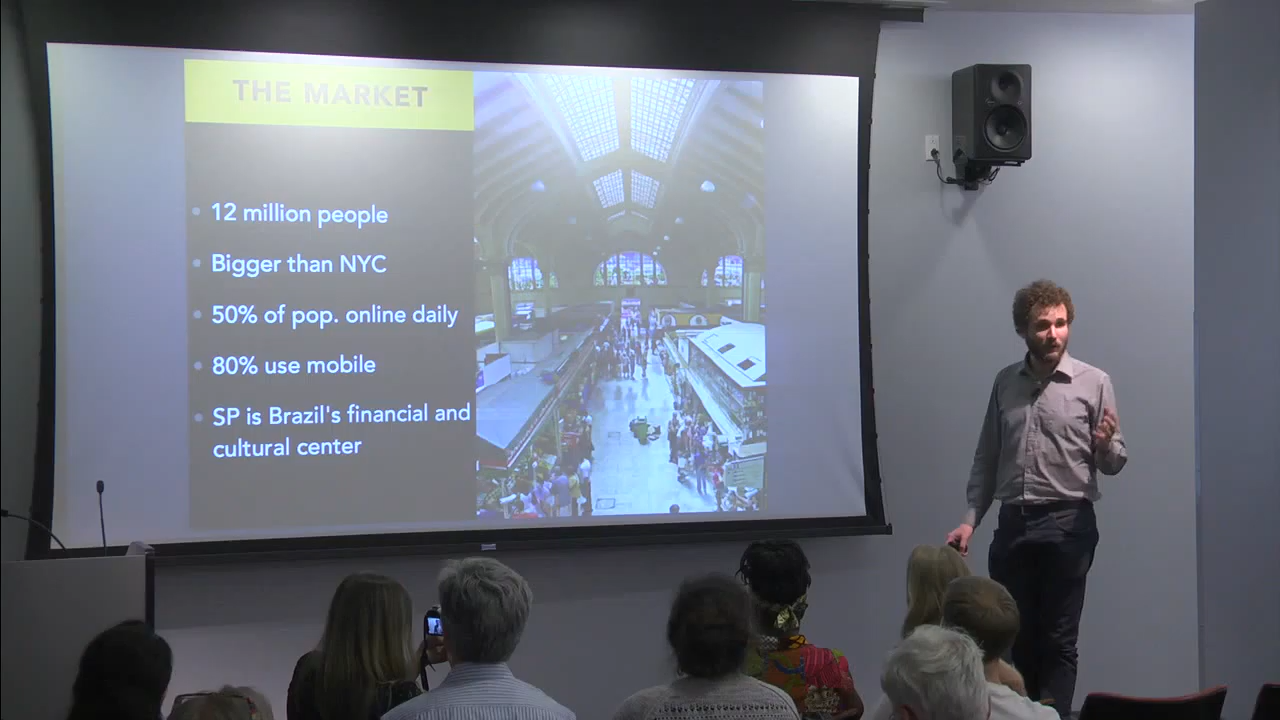 THE MARKET
12 million people
Bigger than NYC
50% of pop. online daily
80% use mobile
SP is Brazil's financial and
cultural center